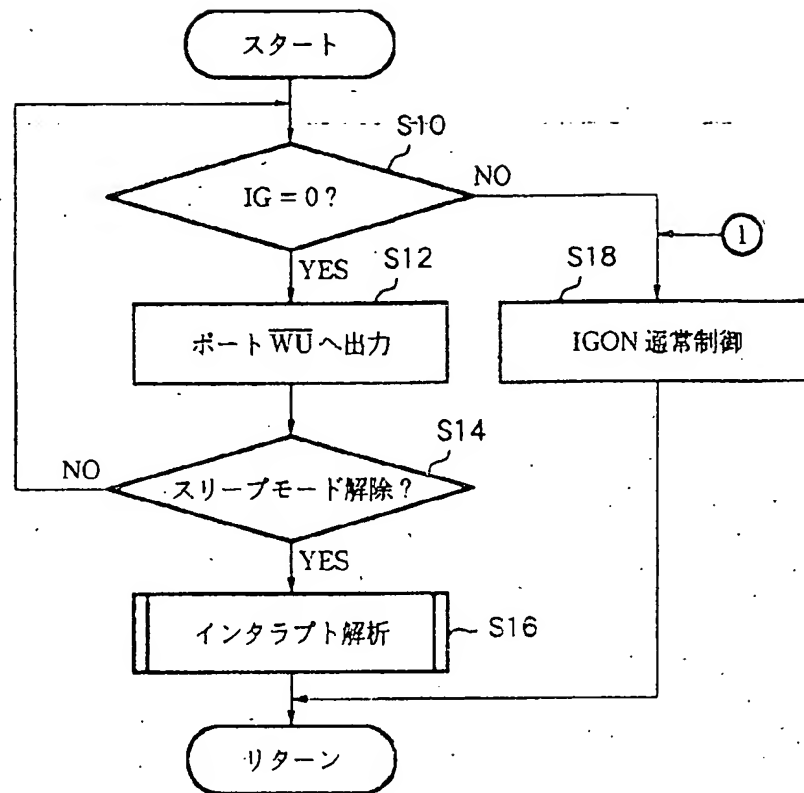 スタート
S10
IG = 0 ?
NO
1
YES
S12
S18
ポート W̅U̅ へ出力
IGON 通常制御
S14
NO
スリープモード解除 ?
YES
インタラプト解析
S16
リターン